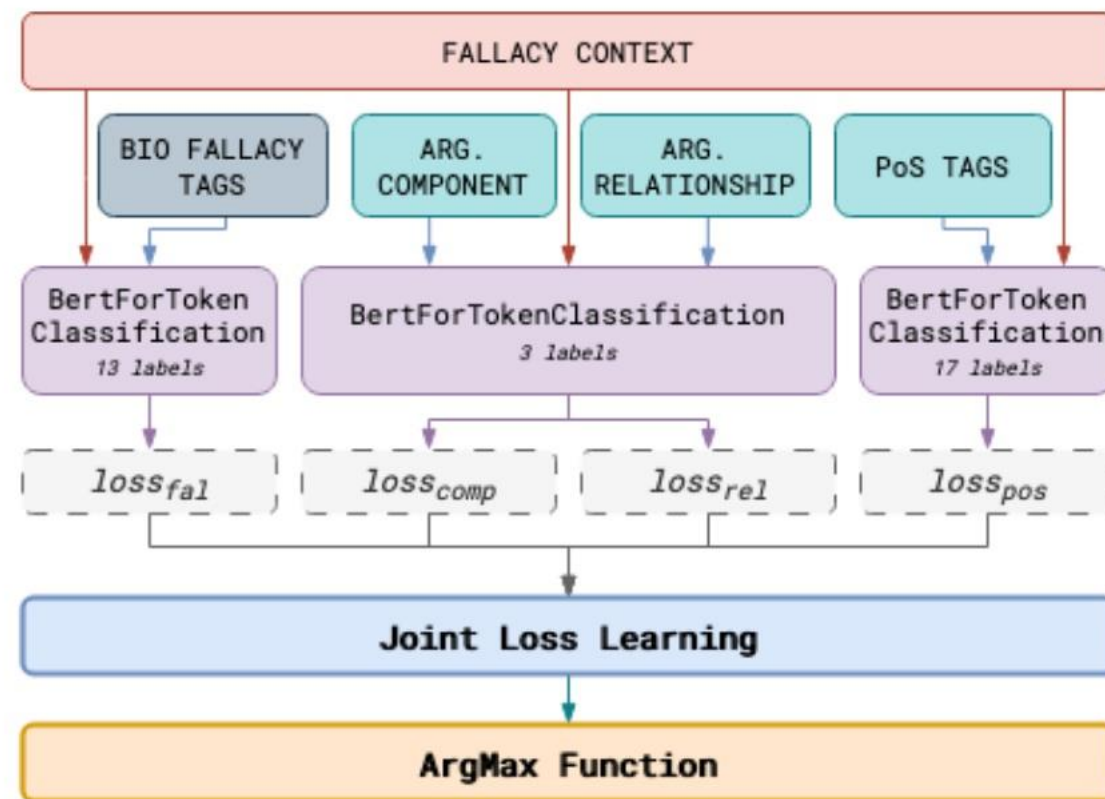 FALLACY CONTEXT
BIO FALLACY
TAGS
ARG.
COMPONENT
ARG.
RELATIONSHIP
PoS TAGS
BertForToken
Classification
13 labels
BertForTokenClassification
3 labels
BertForToken
Classification
17 labels
loss_fal
loss_comp
loss_rel
loss_pos
Joint Loss Learning
ArgMax Function